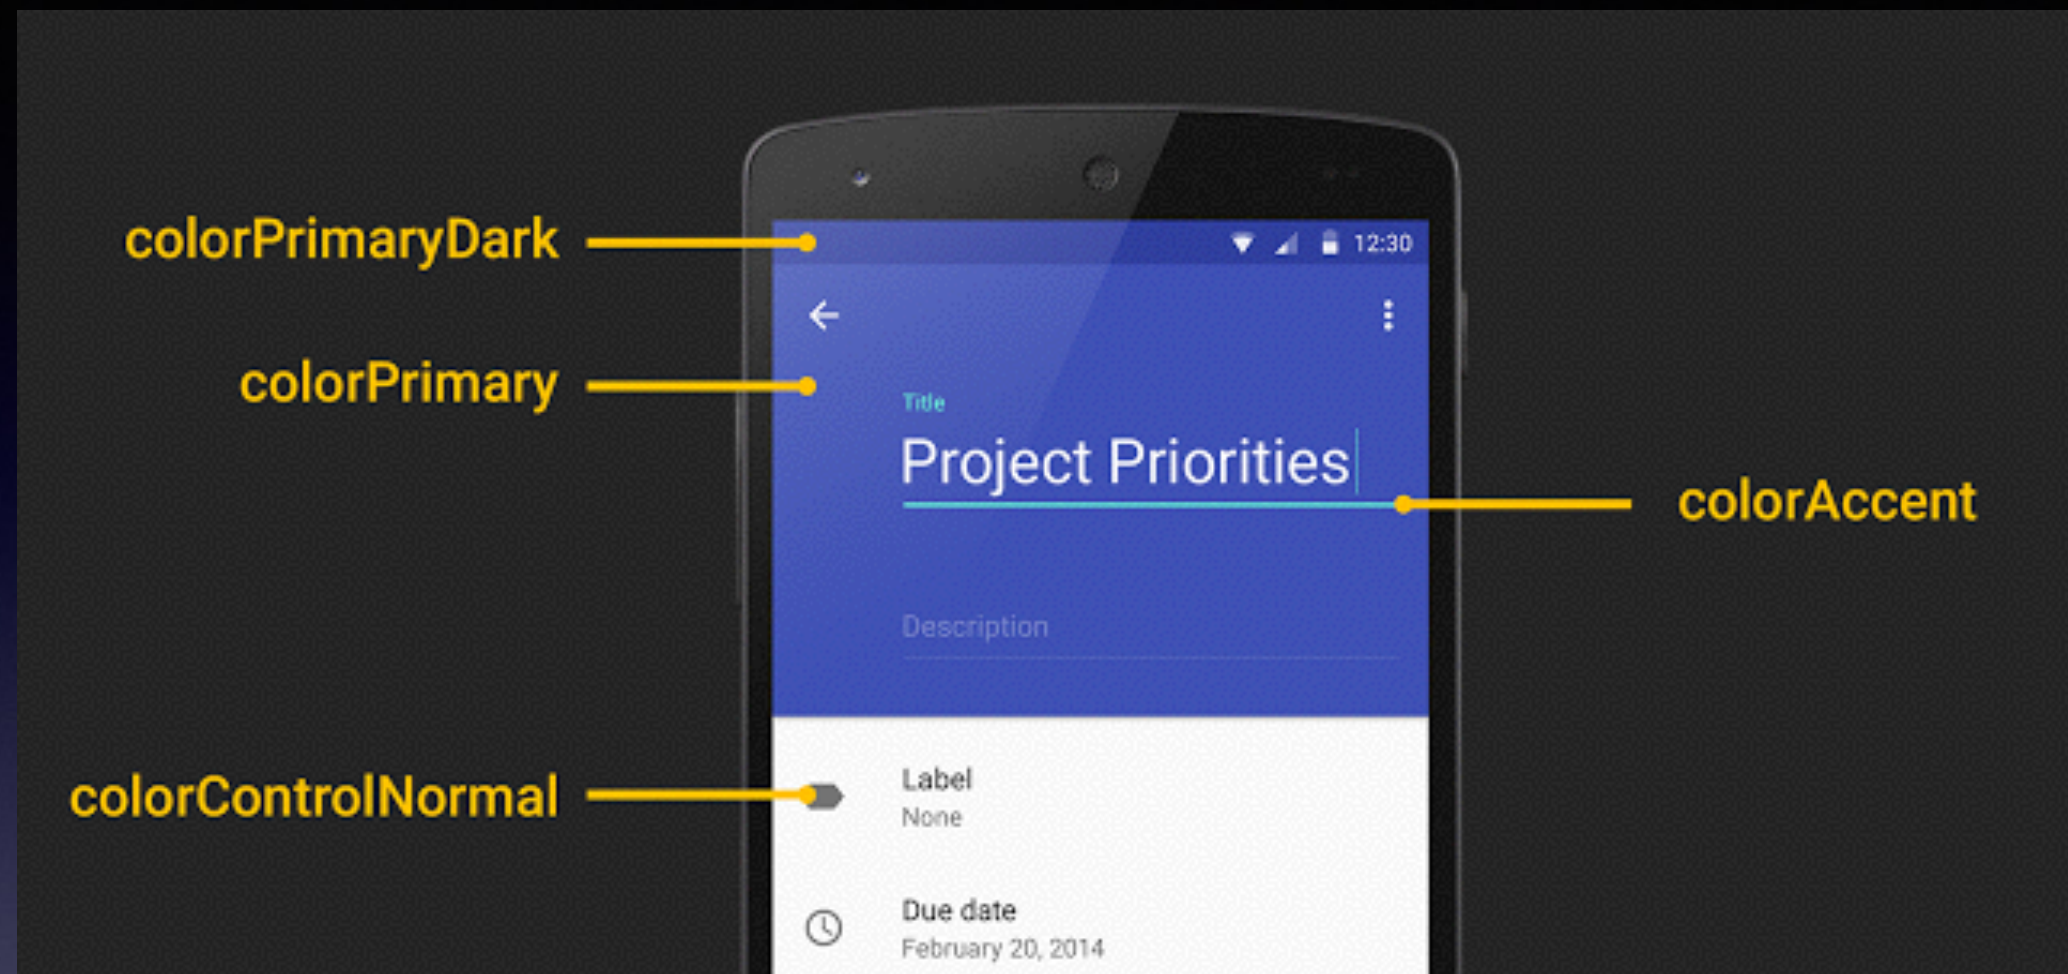 12:30
colorPrimaryDark
colorPrimary
Title
Project Priorities
colorAccent
Description
colorControlNormal
Label
None
Due date
February 20, 2014